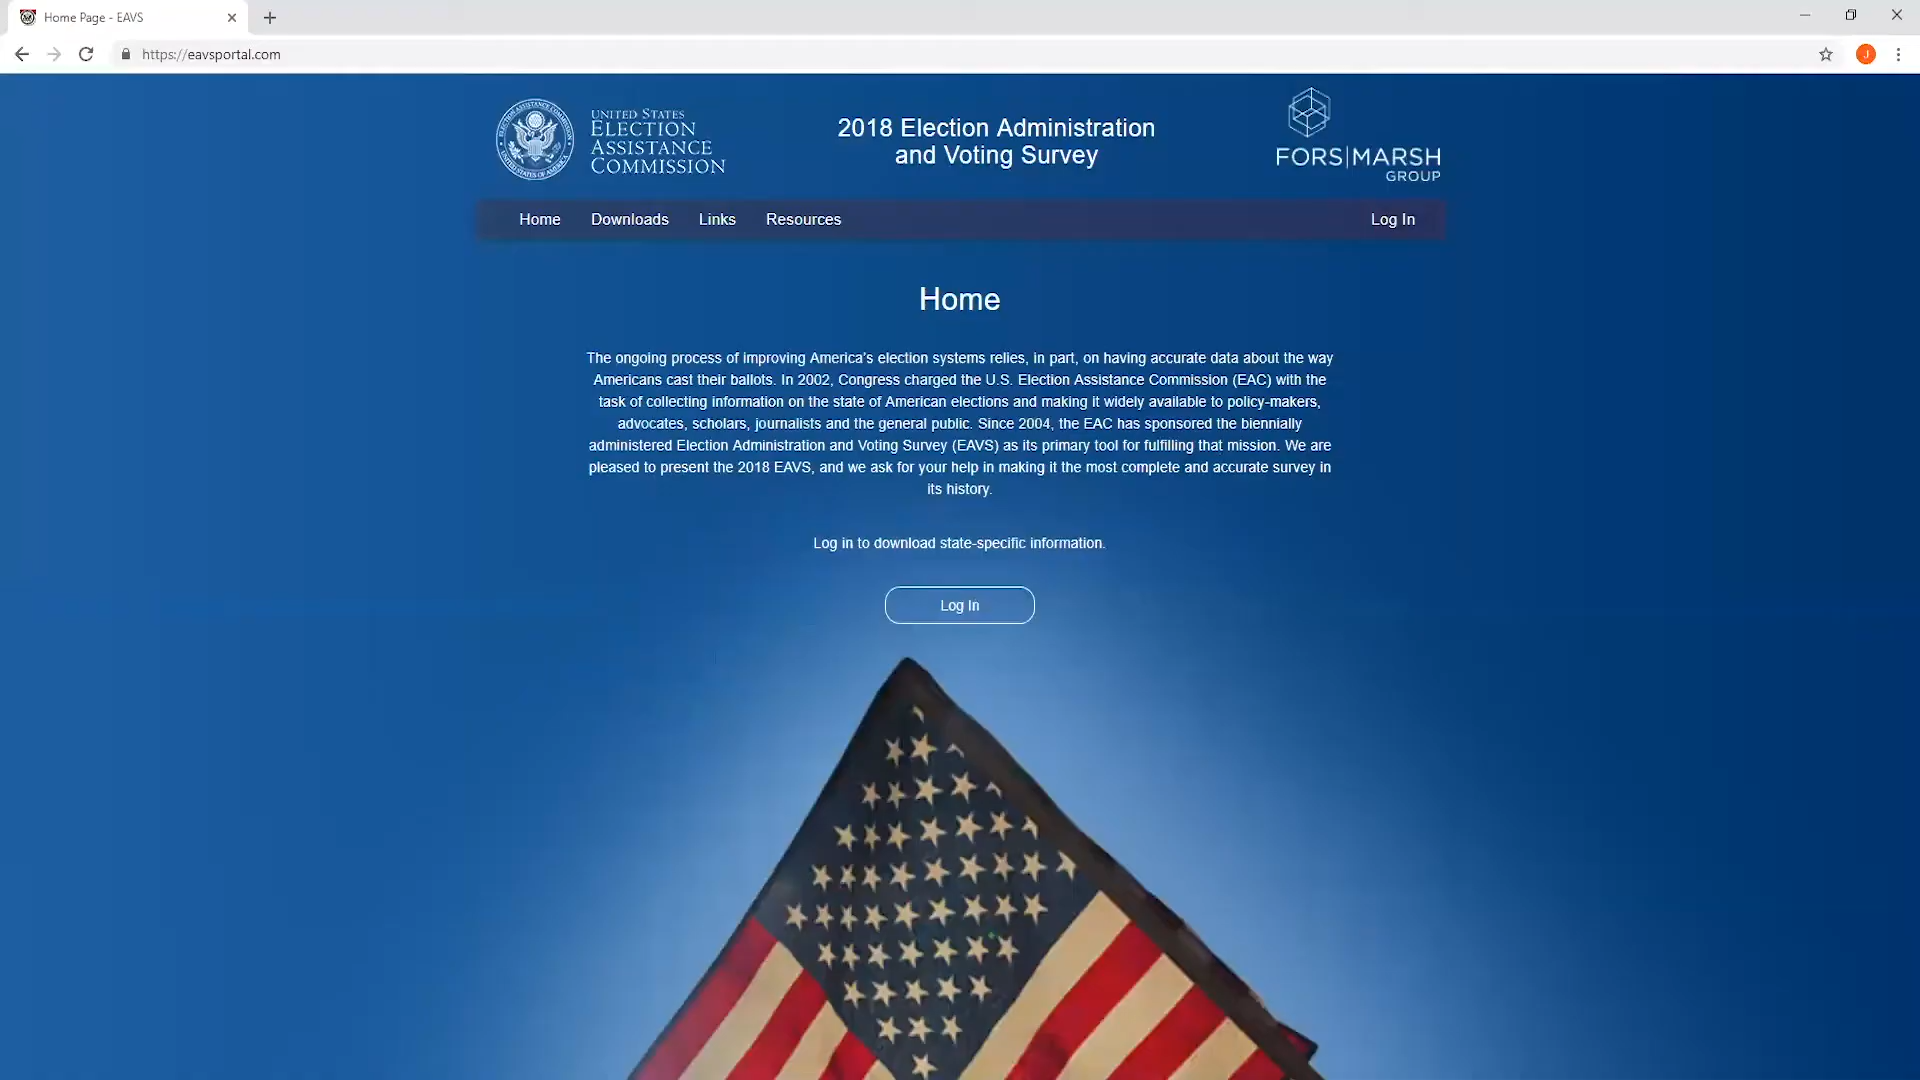 Home Page - EAVS
https://eavsportal.com
J
UNITED STATES
ELECTION
ASSISTANCE
COMMISSION
2018 Election Administration
and Voting Survey
FORS|MARSH
GROUP
Home Downloads Links Resources Log In
Home
The ongoing process of improving America's election systems relies, in part, on having accurate data about the way
Americans cast their ballots. In 2002, Congress charged the U.S. Election Assistance Commission (EAC) with the
task of collecting information on the state of American elections and making it widely available to policy-makers,
advocates, scholars, journalists and the general public. Since 2004, the EAC has sponsored the biennially
administered Election Administration and Voting Survey (EAVS) as its primary tool for fulfilling that mission. We are
pleased to present the 2018 EAVS, and we ask for your help in making it the most complete and accurate survey in
its history.
Log in to download state-specific information.
Log In